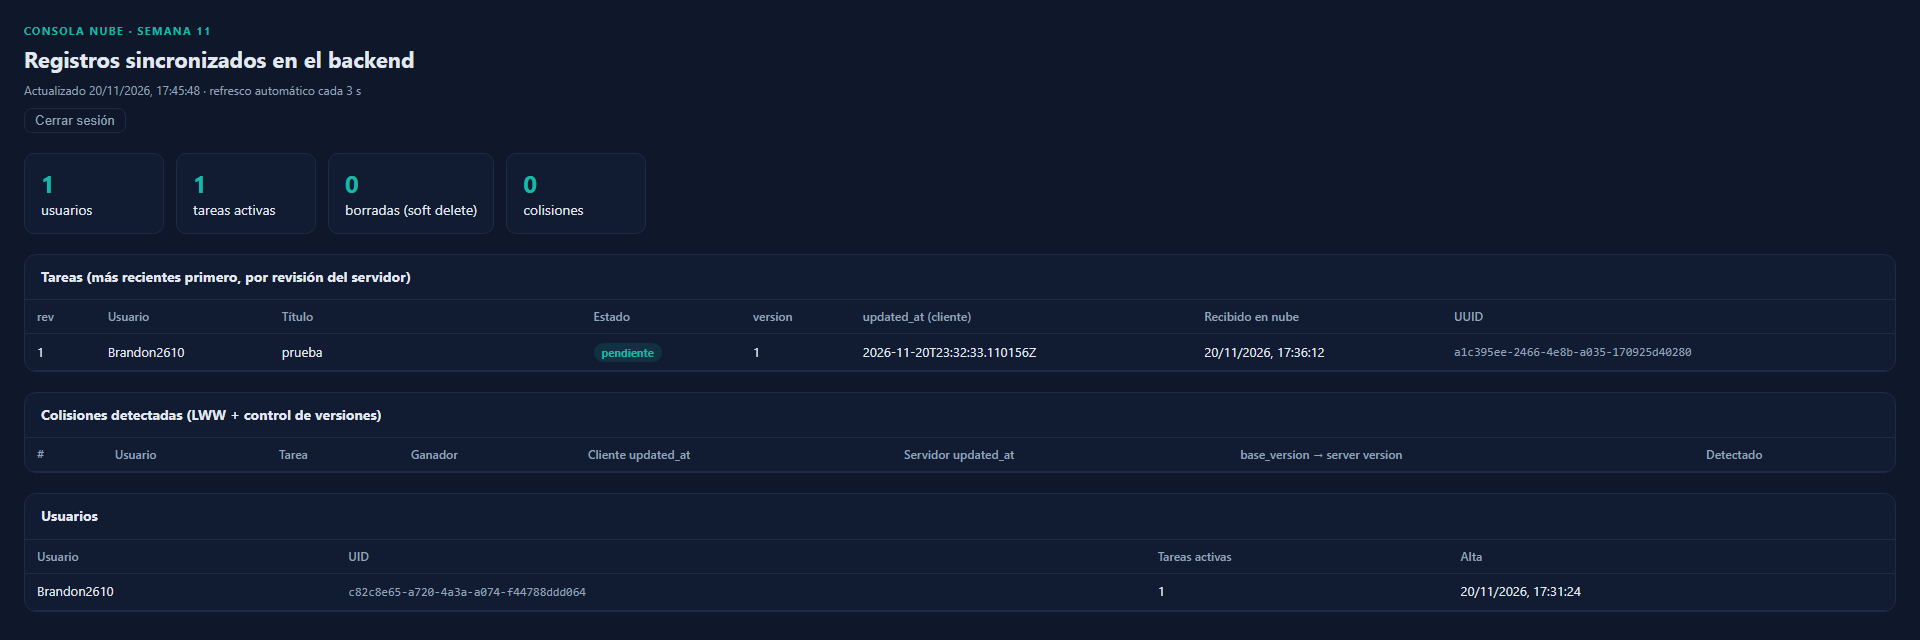 CONSOLA NUBE · SEMANA 11
Registros sincronizados en el backend
Actualizado 20/11/2026, 17:45:48 · refresco automático cada 3 s
Cerrar sesión
1
usuarios
1
tareas activas
0
borradas (soft delete)
0
colisiones
Tareas (más recientes primero, por revisión del servidor)
rev Usuario Título Estado version updated_at (cliente) Recibido en nube UUID
1 Brandon2610 prueba pendiente 1 2026-11-20T23:32:33.110156Z 20/11/2026, 17:36:12 a1c395ee-2466-4e8b-a035-170925d40280
Colisiones detectadas (LWW + control de versiones)
# Usuario Tarea Ganador Cliente updated_at Servidor updated_at base_version → server version Detectado
Usuarios
Usuario UID Tareas activas Alta
Brandon2610 c82c8e65-a720-4a3a-a074-f44788ddd064 1 20/11/2026, 17:31:24